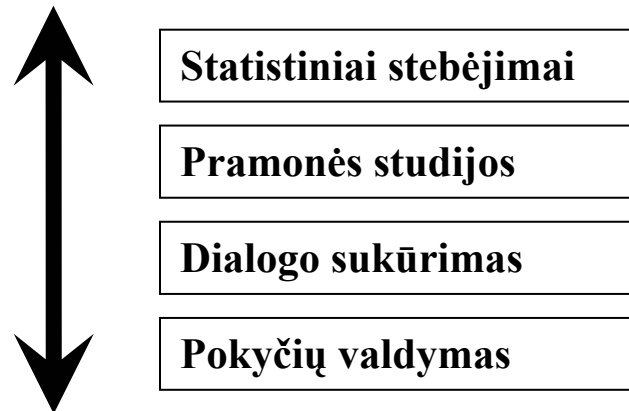 Statistiniai stebėjimai
Pramonės studijos
Dialogo sukūrimas
Pokyčių valdymas